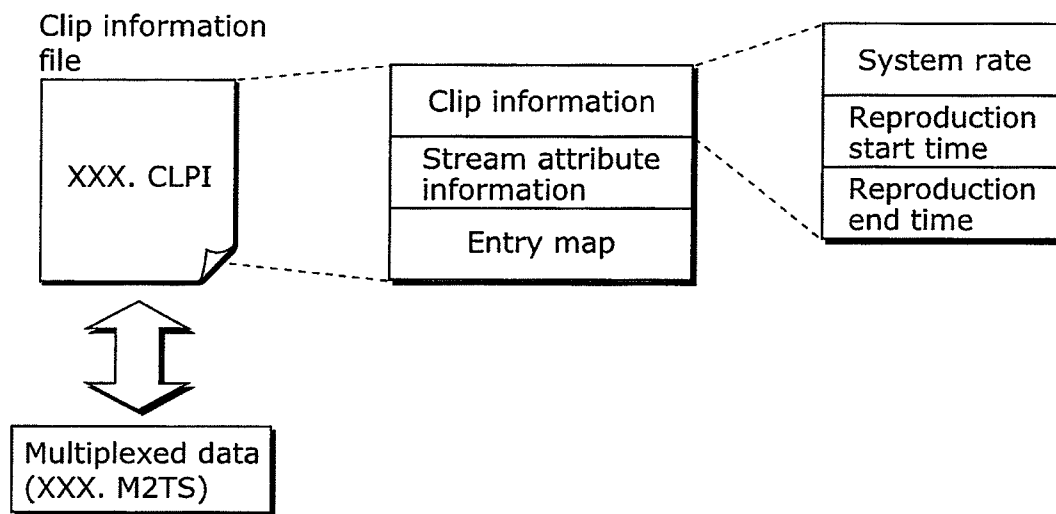 Clip information
file
XXX. CLPI
Clip information
Stream attribute
information
Entry map
System rate
Reproduction
start time
Reproduction
end time
Multiplexed data
(XXX. M2TS)